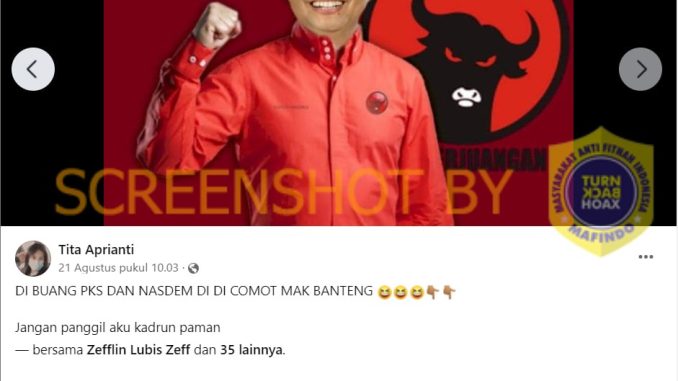 RJUANGAN
SCREENSHOT BY
MASYARAKAT ANTI FITNAH INDONESIA
TURN
BACK
HOAX
MAFINDO
Tita Aprianti
21 Agustus pukul 10.03 ·
DI BUANG PKS DAN NASDEM DI DI COMOT MAK BANTENG 😆😆😆👇🏽👇🏽
Jangan panggil aku kadrun paman
— bersama Zefflin Lubis Zeff dan 35 lainnya.